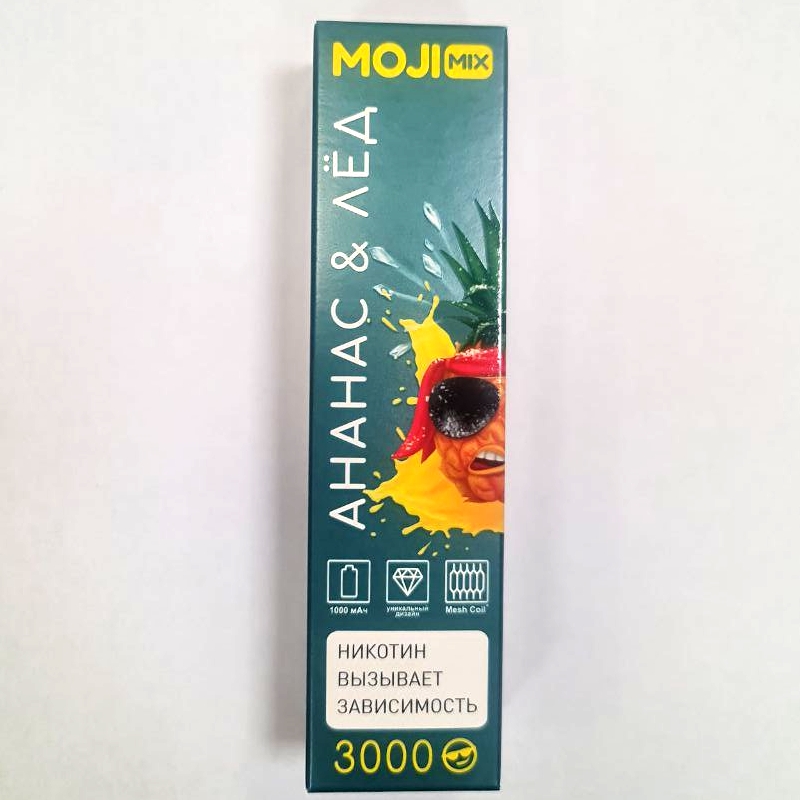 MOJI MIX
АНАНАС & ЛЁД
1000 мАч
уникальный
дизайн
Mesh Coil
НИКОТИН
ВЫЗЫВАЕТ
ЗАВИСИМОСТЬ
3000